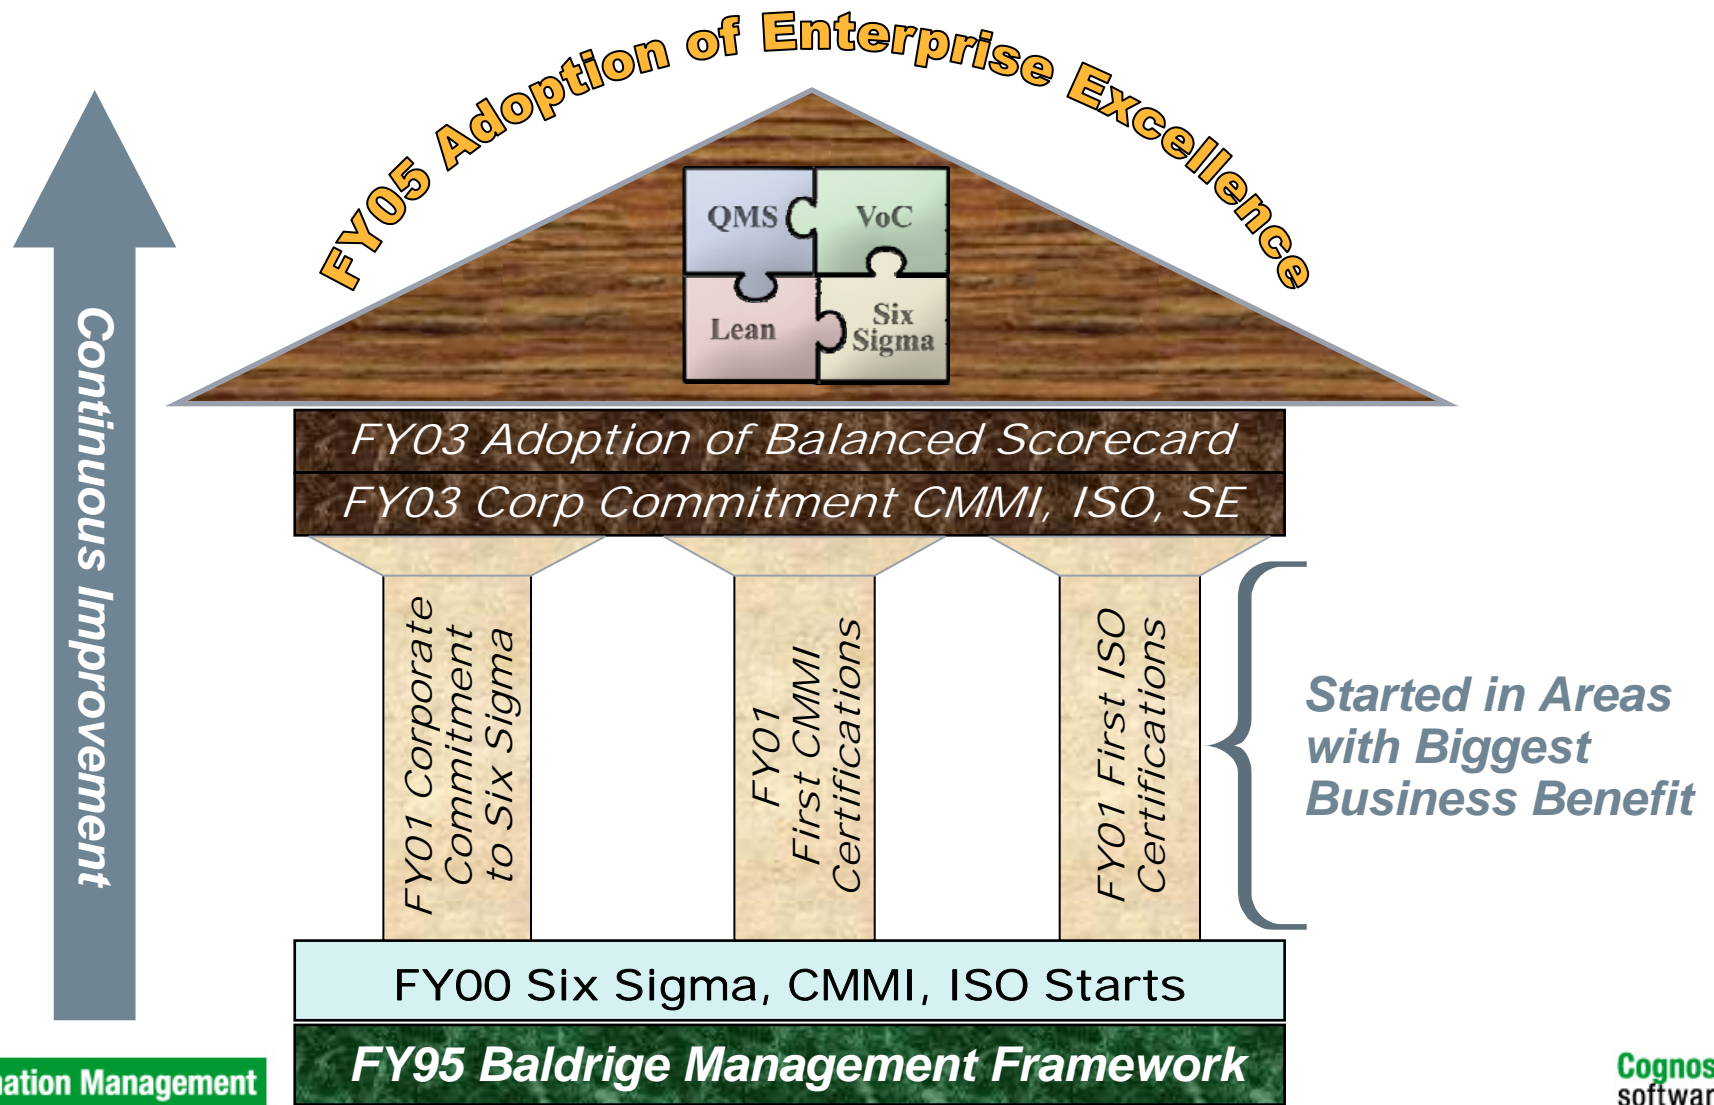 FY05 Adoption of Enterprise Excellence
QMS
VoC
Lean
Six
Sigma
FY03 Adoption of Balanced Scorecard
FY03 Corp Commitment CMMI, ISO, SE
Continuous Improvement
FY01 Corporate
Commitment
to Six Sigma
FY01
First CMMI
Certifications
FY01 First ISO
Certifications
Started in Areas
with Biggest
Business Benefit
FY00 Six Sigma, CMMI, ISO Starts
FY95 Baldrige Management Framework
Management
Cognos